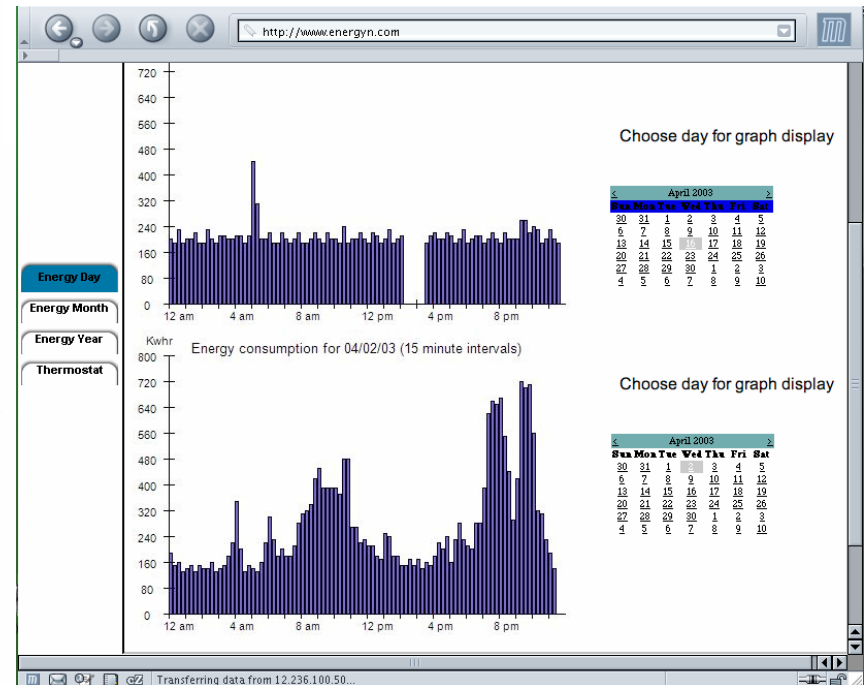 http://www.energyn.com
720
640
560
480
400
320
240
160
80
0
12 am 4 am 8 am 12 pm 4 pm 8 pm
Choose day for graph display
< April 2003 >
Sun Mon Tue Wed Thu Fri Sat
30 31 1 2 3 4 5
6 7 8 9 10 11 12
13 14 15 16 17 18 19
20 21 22 23 24 25 26
27 28 29 30 1 2 3
4 5 6 7 8 9 10
Energy Day
Energy Month
Energy Year
Thermostat
Kwhr
Energy consumption for 04/02/03 (15 minute intervals)
800
720
640
560
480
400
320
240
160
80
0
12 am 4 am 8 am 12 pm 4 pm 8 pm
Choose day for graph display
< April 2003 >
Sun Mon Tue Wed Thu Fri Sat
30 31 1 2 3 4 5
6 7 8 9 10 11 12
13 14 15 16 17 18 19
20 21 22 23 24 25 26
27 28 29 30 1 2 3
4 5 6 7 8 9 10
Transferring data from 12.236.100.50...